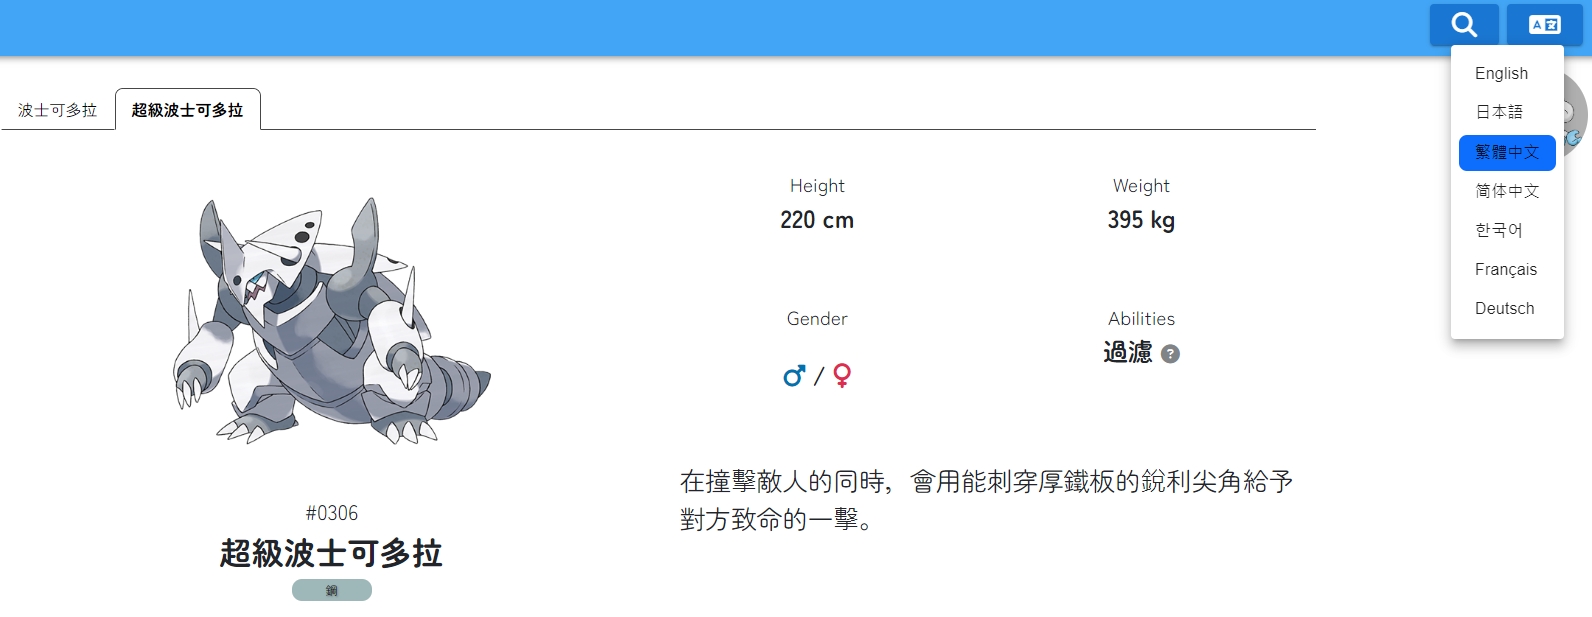 English
日本語
繁體中文
简体中文
한국어
Français
Deutsch
波士可多拉
超級波士可多拉
Height
220 cm
Weight
395 kg
Gender
♂ / ♀
Abilities
過濾 ?
#0306
超級波士可多拉
鋼
在撞擊敵人的同時，會用能刺穿厚鐵板的銳利尖角給予
對方致命的一擊。